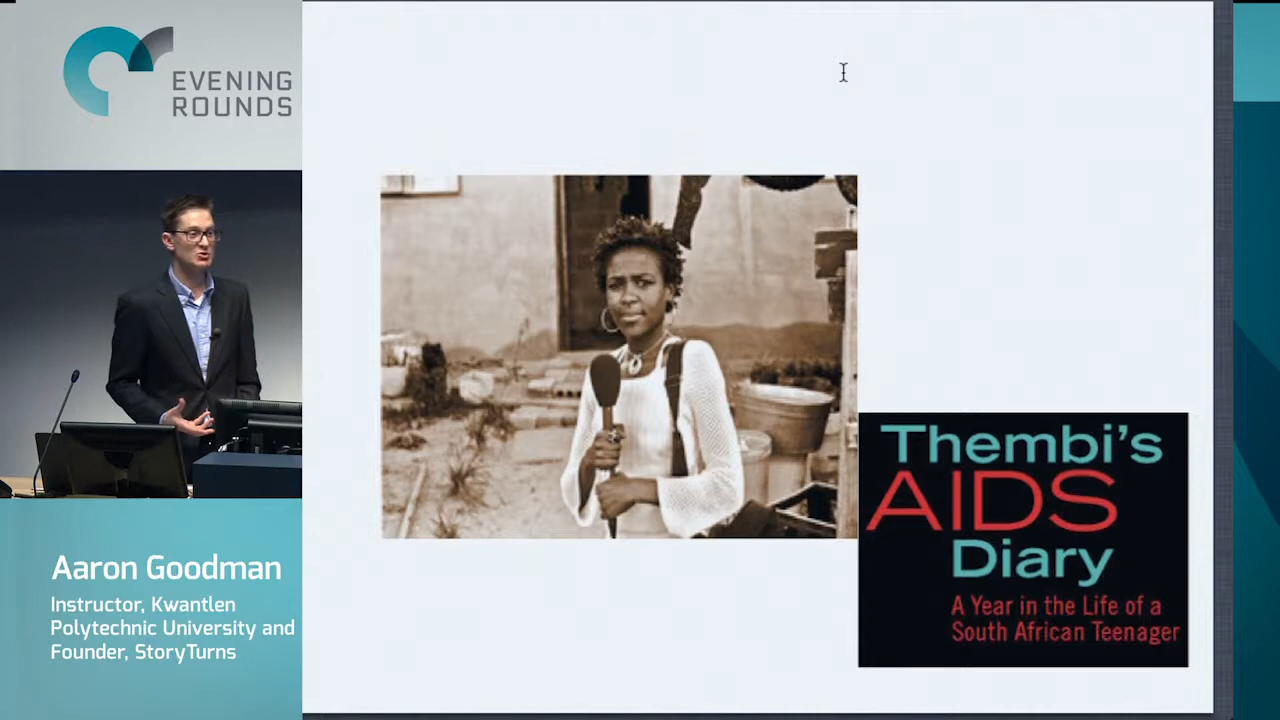 EVENING
ROUNDS
Aaron Goodman
Instructor, Kwantlen
Polytechnic University and
Founder, StoryTurns
Thembi's
AIDS
Diary
A Year in the Life of a
South African Teenager